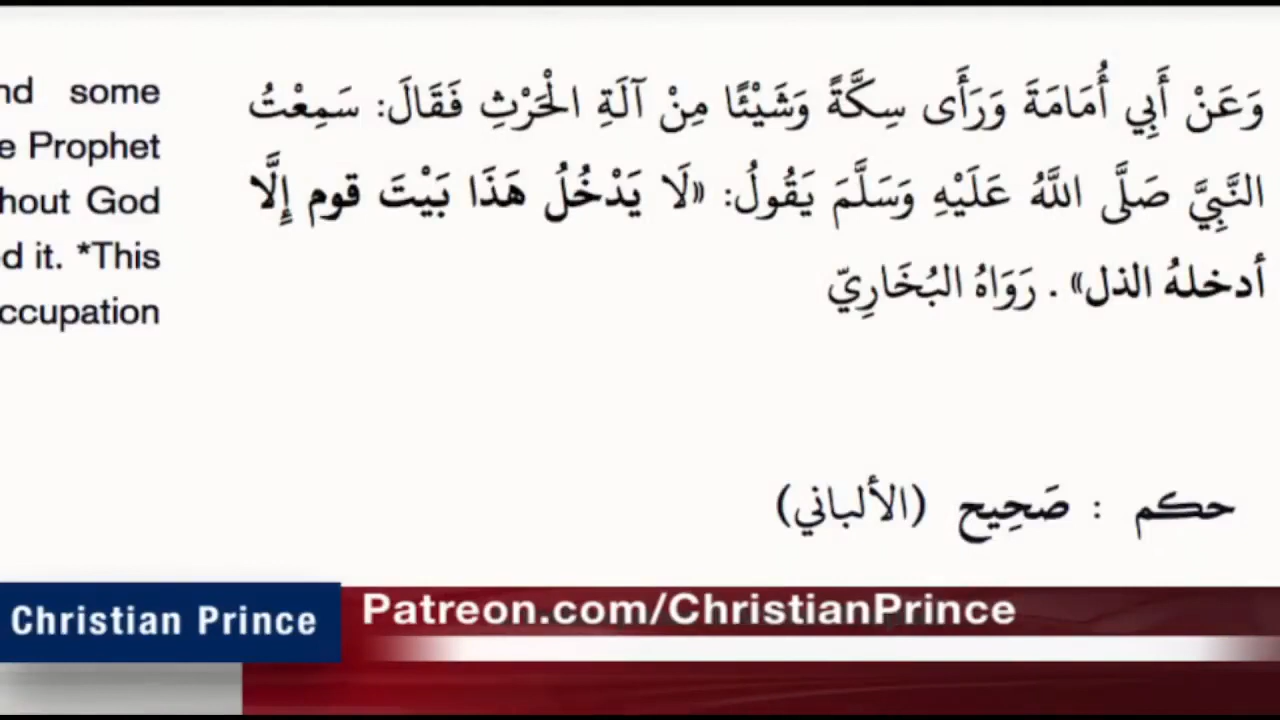 nd some
e Prophet
hout God
d it. *This
ccupation
وَعَنْ أَبِي أُمَامَةَ وَرَأَى سِكَّةً وَشَيْئًا مِنْ آلَةِ الْحَرْثِ فَقَالَ: سَمِعْتُ
النَّبِيَّ صَلَّى اللَّهُ عَلَيْهِ وَسَلَّمَ يَقُولُ: «لَا يَدْخُلُ هَذَا بَيْتَ قوم إِلَّا
أدخلهُ الذل» . رَوَاهُ البُخَارِيّ
حكم : صَحِيح (الألباني)
Christian Prince
Patreon.com/ChristianPrince